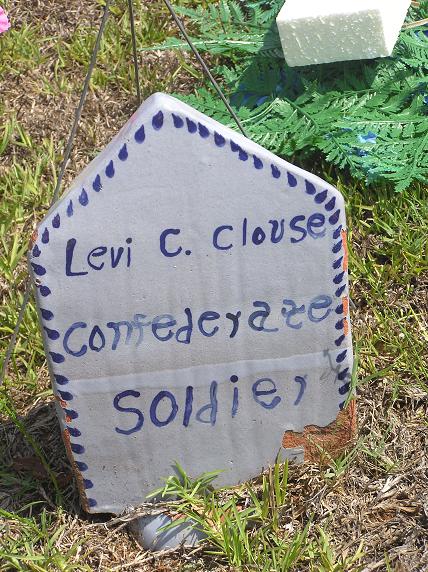 Levi C. Clouse
Confederate
Soldier